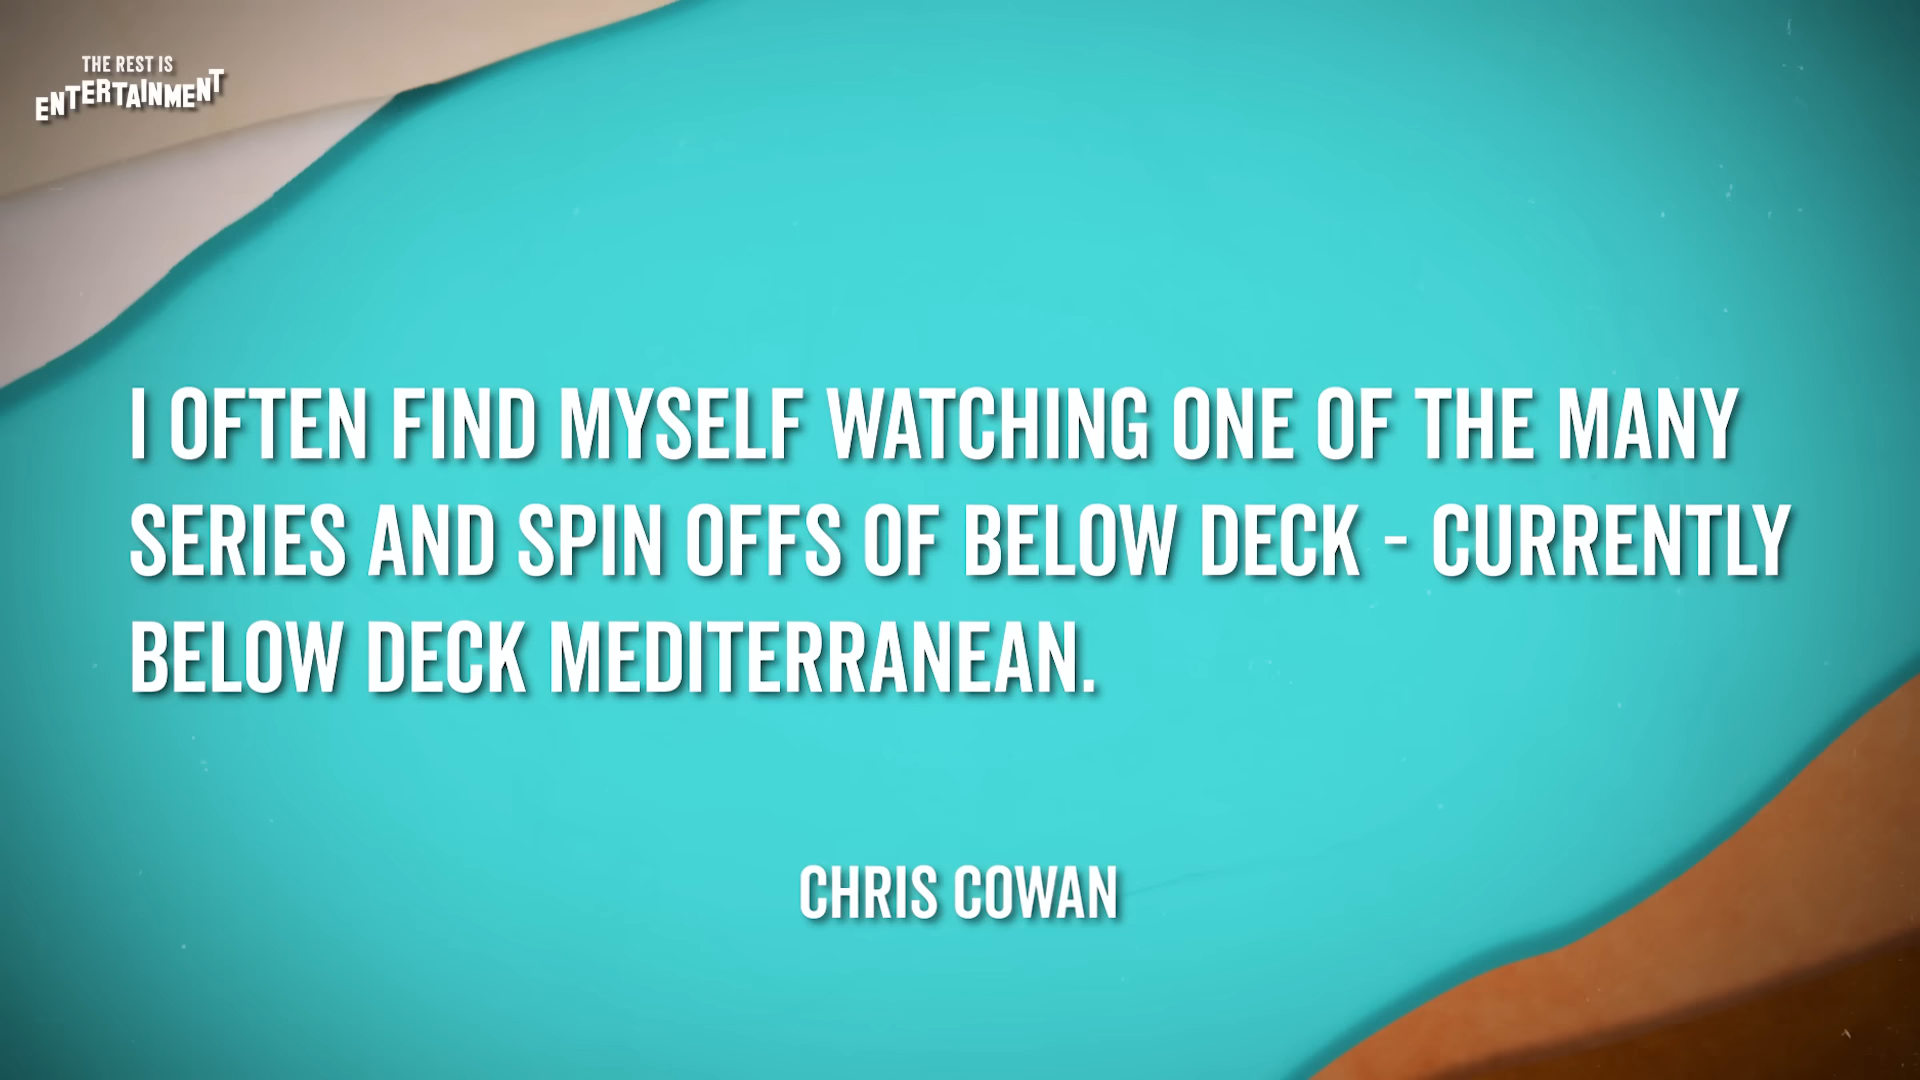 THE REST IS
ENTERTAINMENT
I OFTEN FIND MYSELF WATCHING ONE OF THE MANY
SERIES AND SPIN OFFS OF BELOW DECK - CURRENTLY
BELOW DECK MEDITERRANEAN.
CHRIS COWAN